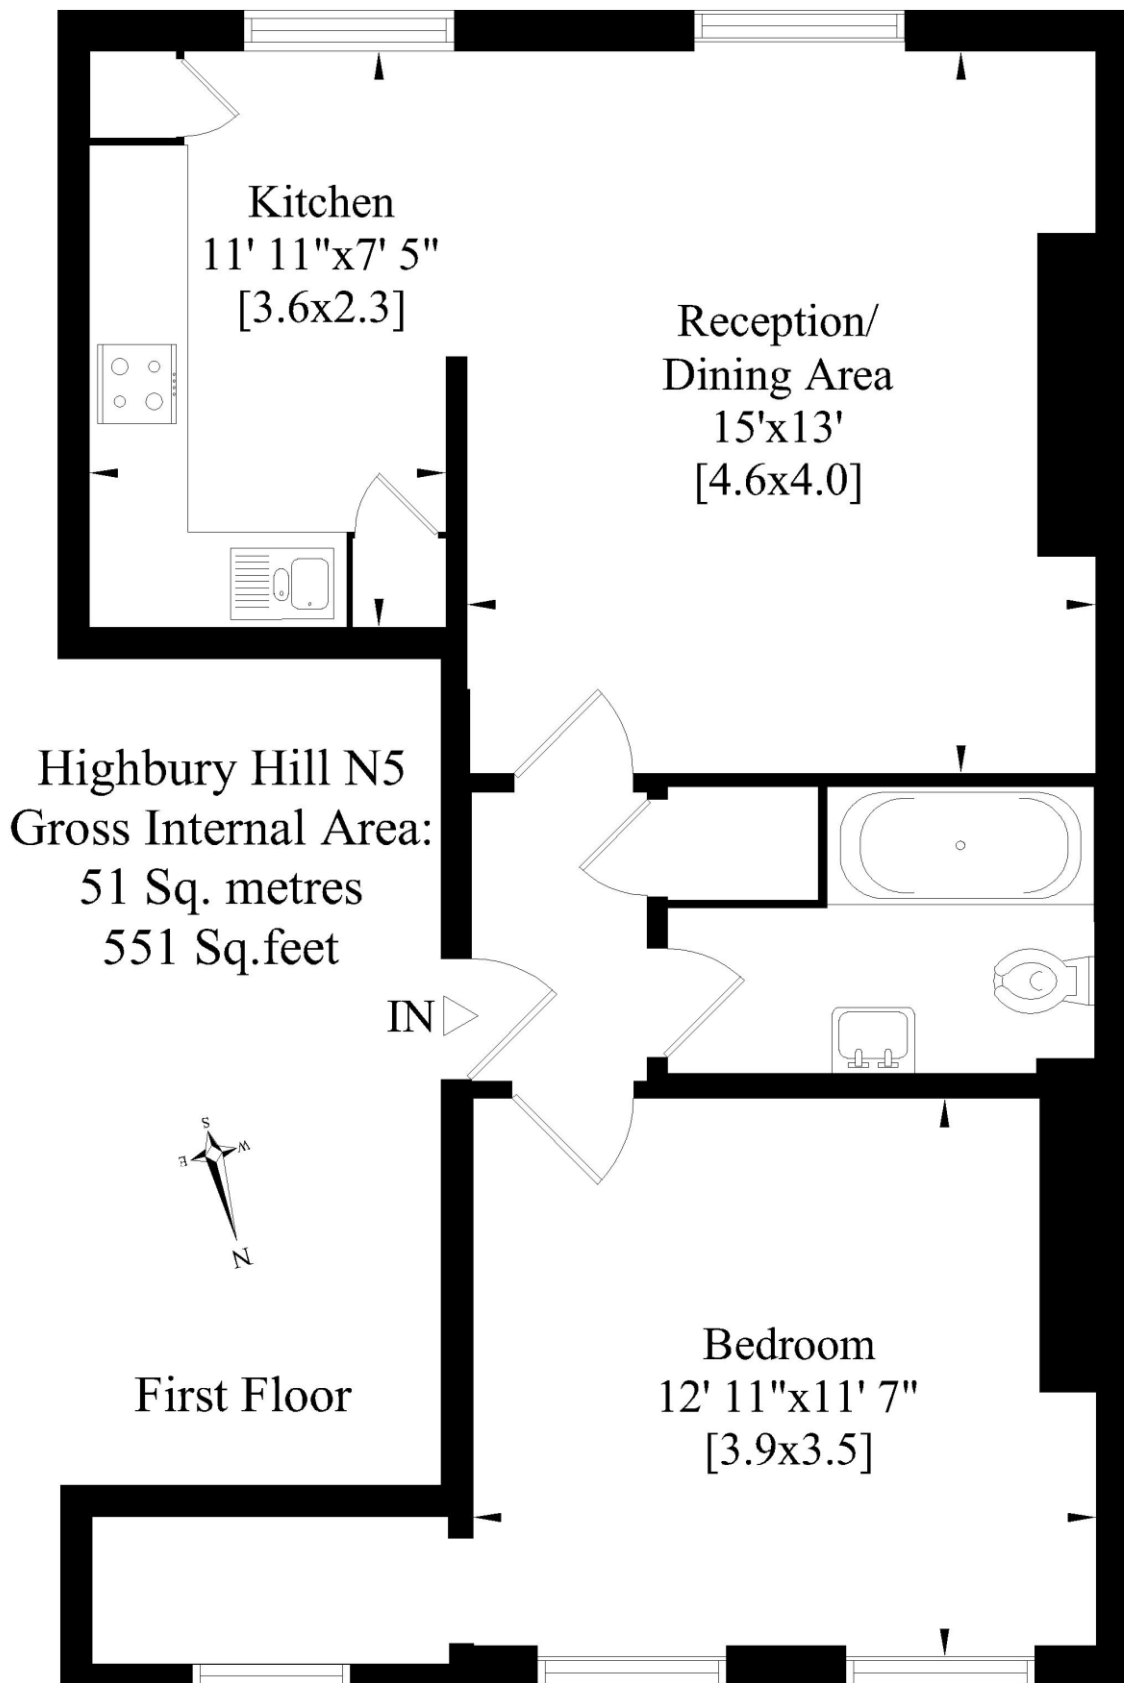 Kitchen
11' 11"x7' 5"
[3.6x2.3]
Reception/
Dining Area
15'x13'
[4.6x4.0]
Highbury Hill N5
Gross Internal Area:
51 Sq. metres
551 Sq.feet
IN
S
E
W
N
First Floor
Bedroom
12' 11"x11' 7"
[3.9x3.5]